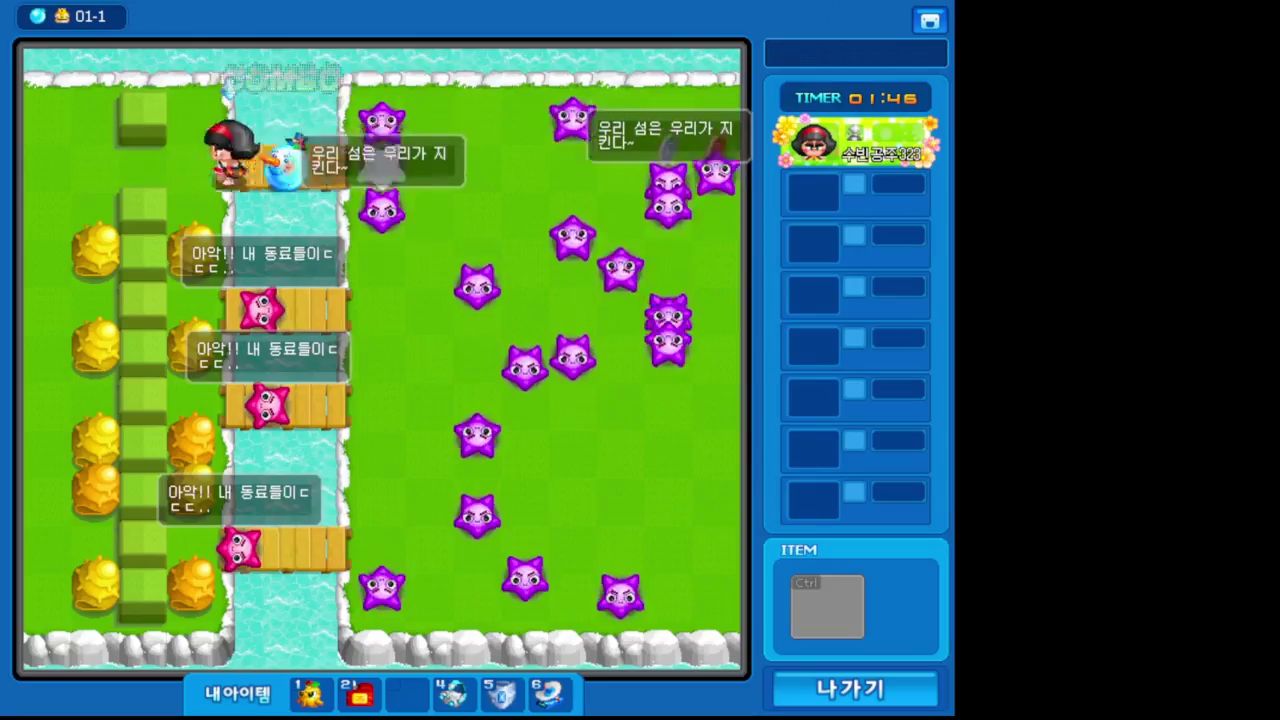 01-1
COMBO
TIMER 01:46
수빈공주323
우리 섬은 우리가 지
킨다~
우리 섬은 우리가 지
킨다~
아악!! 내 동료들이ㄷ
ㄷㄷ..
아악!! 내 동료들이ㄷ
ㄷㄷ..
아악!! 내 동료들이ㄷ
ㄷㄷ..
ITEM
Ctrl
내아이템
1
21
4
5
6
나가기